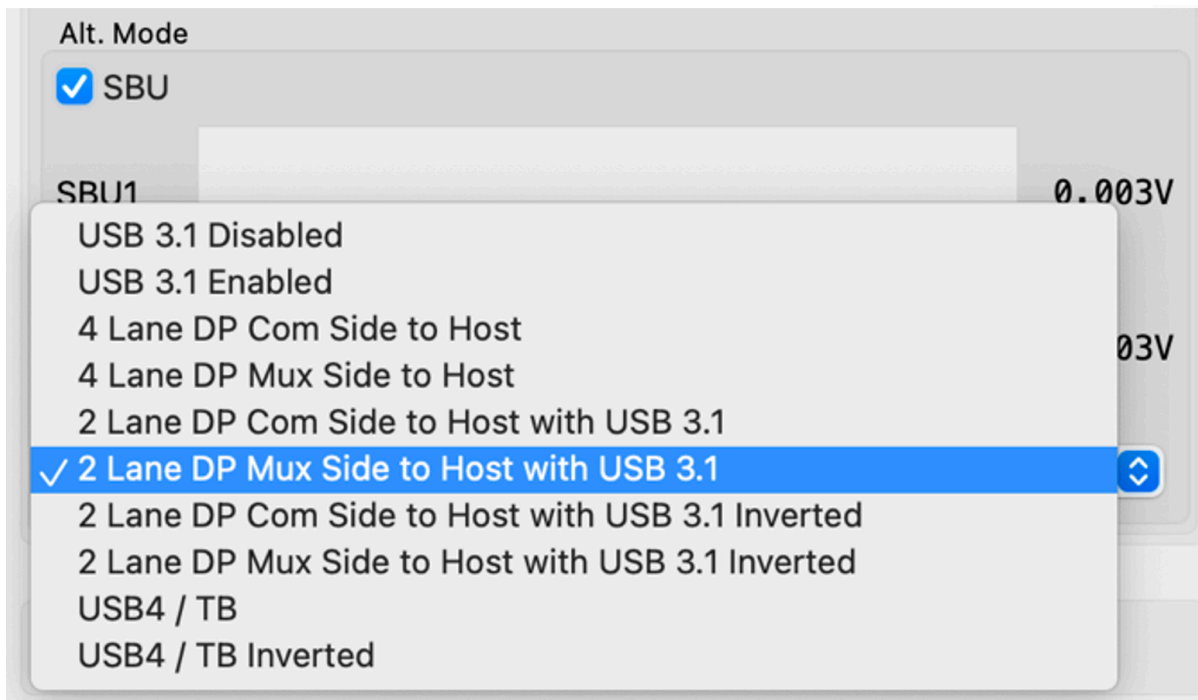 Alt. Mode
SBU
SBU1
0.003V
USB 3.1 Disabled
USB 3.1 Enabled
4 Lane DP Com Side to Host
03V
4 Lane DP Mux Side to Host
2 Lane DP Com Side to Host with USB 3.1
✓ 2 Lane DP Mux Side to Host with USB 3.1
2 Lane DP Com Side to Host with USB 3.1 Inverted
2 Lane DP Mux Side to Host with USB 3.1 Inverted
USB4 / TB
USB4 / TB Inverted